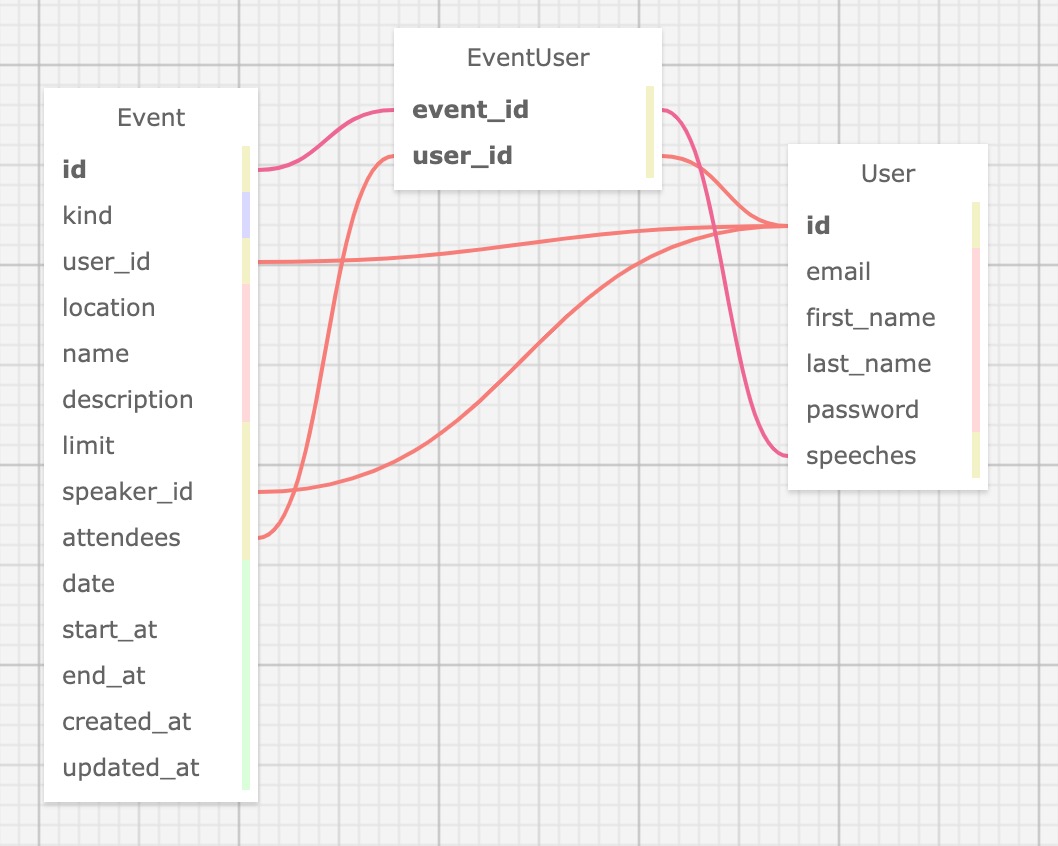 Event
id
kind
user_id
location
name
description
limit
speaker_id
attendees
date
start_at
end_at
created_at
updated_at
EventUser
event_id
user_id
User
id
email
first_name
last_name
password
speeches